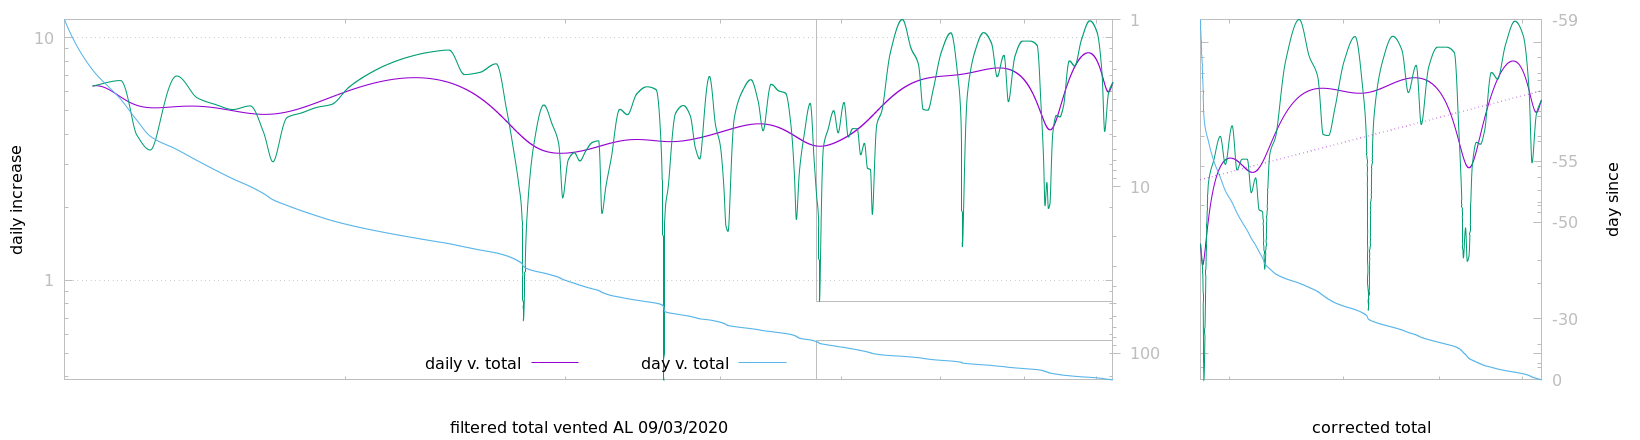 10
1
daily increase
daily v. total
day v. total
1
10
100
filtered total vented AL 09/03/2020
-59
-55
-50
-30
0
day since
corrected total